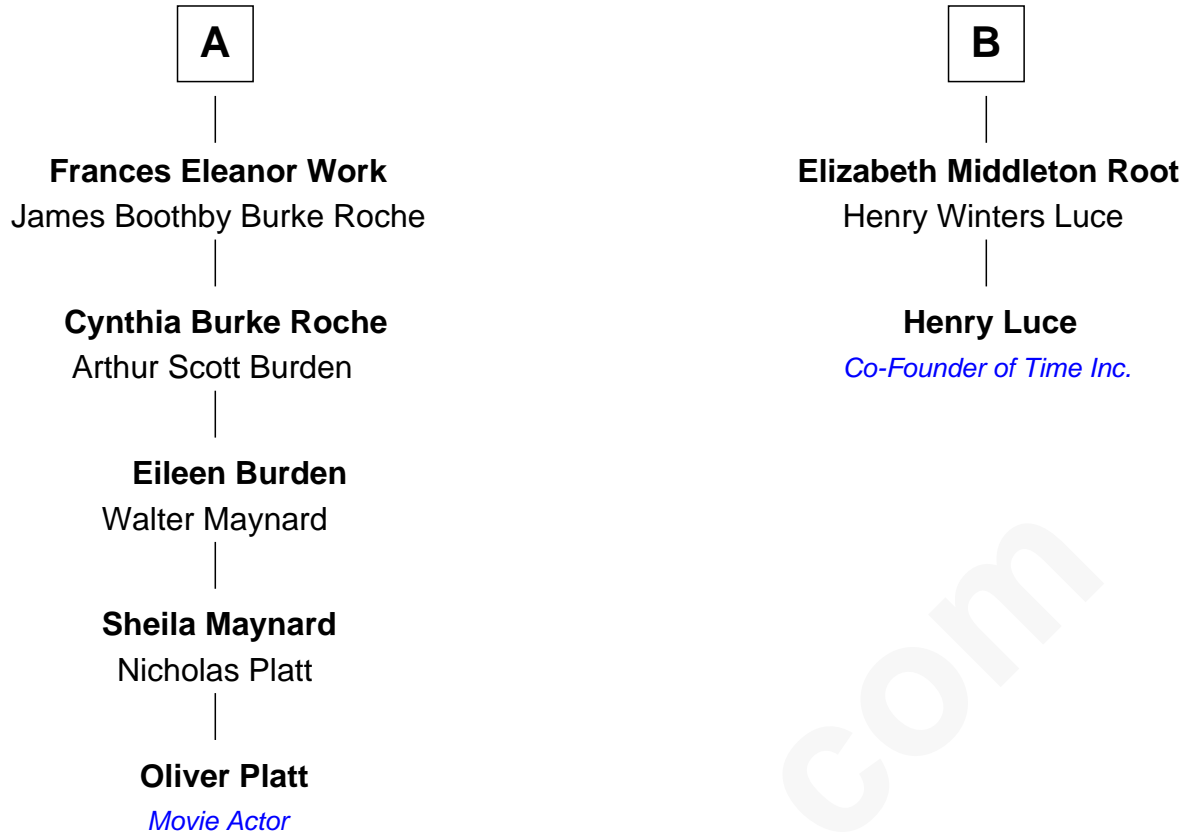 A
Frances Eleanor Work
James Boothby Burke Roche
Cynthia Burke Roche
Arthur Scott Burden
Eileen Burden
Walter Maynard
Sheila Maynard
Nicholas Platt
Oliver Platt
Movie Actor
B
Elizabeth Middleton Root
Henry Winters Luce
Henry Luce
Co-Founder of Time Inc.
com